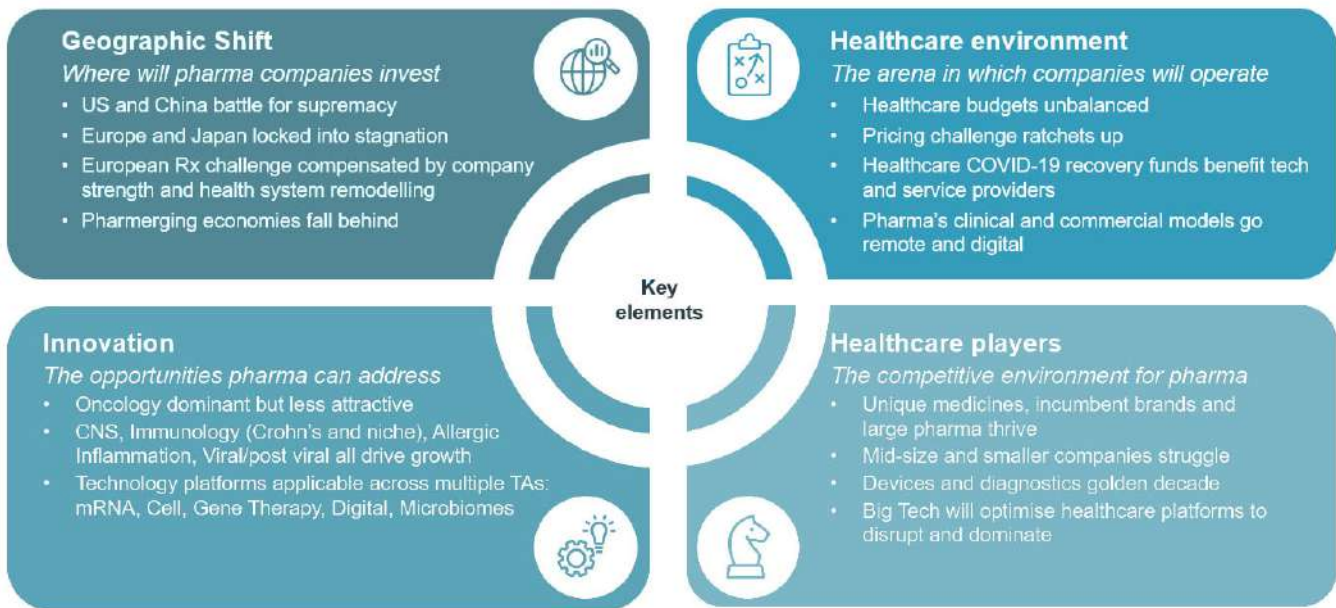 Geographic Shift
Where will pharma companies invest
• US and China battle for supremacy
• Europe and Japan locked into stagnation
• European Rx challenge compensated by company
strength and health system remodelling
• Pharmerging economies fall behind
Healthcare environment
The arena in which companies will operate
• Healthcare budgets unbalanced
• Pricing challenge ratchets up
• Healthcare COVID-19 recovery funds benefit tech
and service providers
• Pharma's clinical and commercial models go
remote and digital
Key
elements
Innovation
The opportunities pharma can address
• Oncology dominant but less attractive
• CNS, Immunology (Crohn's and niche), Allergic
Inflammation, Viral/post viral all drive growth
• Technology platforms applicable across multiple TAs:
mRNA, Cell, Gene Therapy, Digital, Microbiomes
Healthcare players
The competitive environment for pharma
• Unique medicines, incumbent brands and
large pharma thrive
• Mid-size and smaller companies struggle
• Devices and diagnostics golden decade
• Big Tech will optimise healthcare platforms to
disrupt and dominate